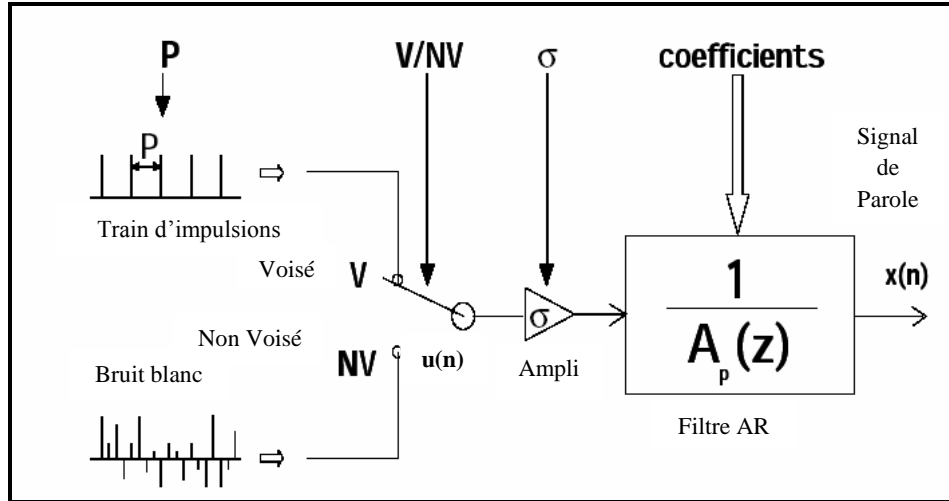 P
V/NV
σ
coefficients
P
Signal
de
Parole
Train d’impulsions
Voisé
V
x(n)
σ
1
A_p(z)
Non Voisé
NV
u(n)
Ampli
Bruit blanc
Filtre AR